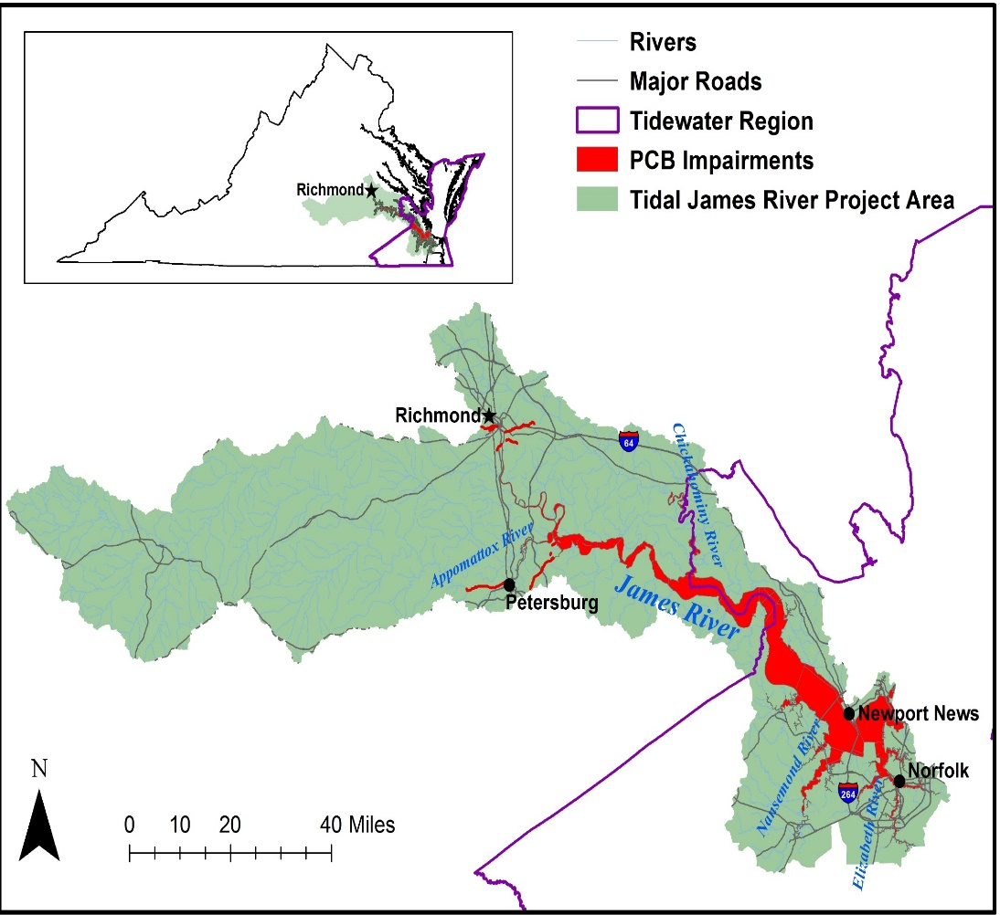 Rivers
Major Roads
Tidewater Region
PCB Impairments
Tidal James River Project Area
Richmond
Richmond
64
Chickahominy River
Appomattox River
Petersburg
James River
Newport News
Nansemond River
Norfolk
264
Elizabeth River
N
0 10 20 40 Miles